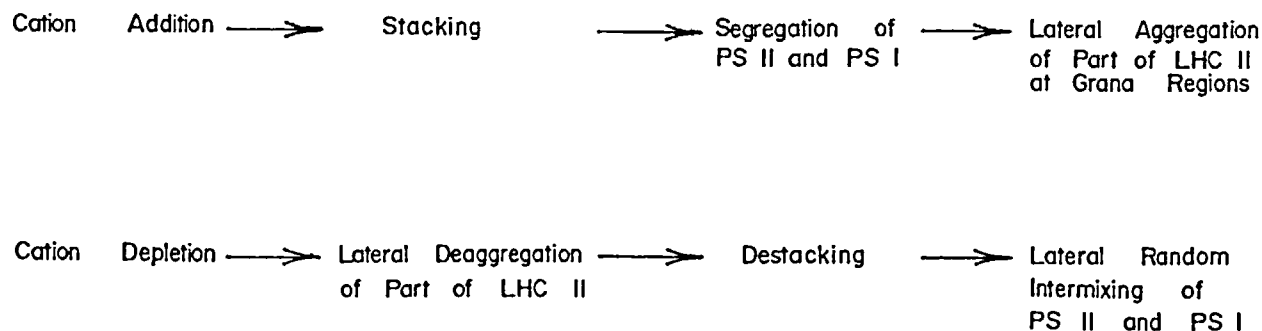 Cation Addition Stacking Segregation of Lateral Aggregation
PS II and PS I of Part of LHC II
at Grana Regions
Cation Depletion Lateral Deaggregation Destacking Lateral Random
of Part of LHC II Intermixing of
PS II and PS I